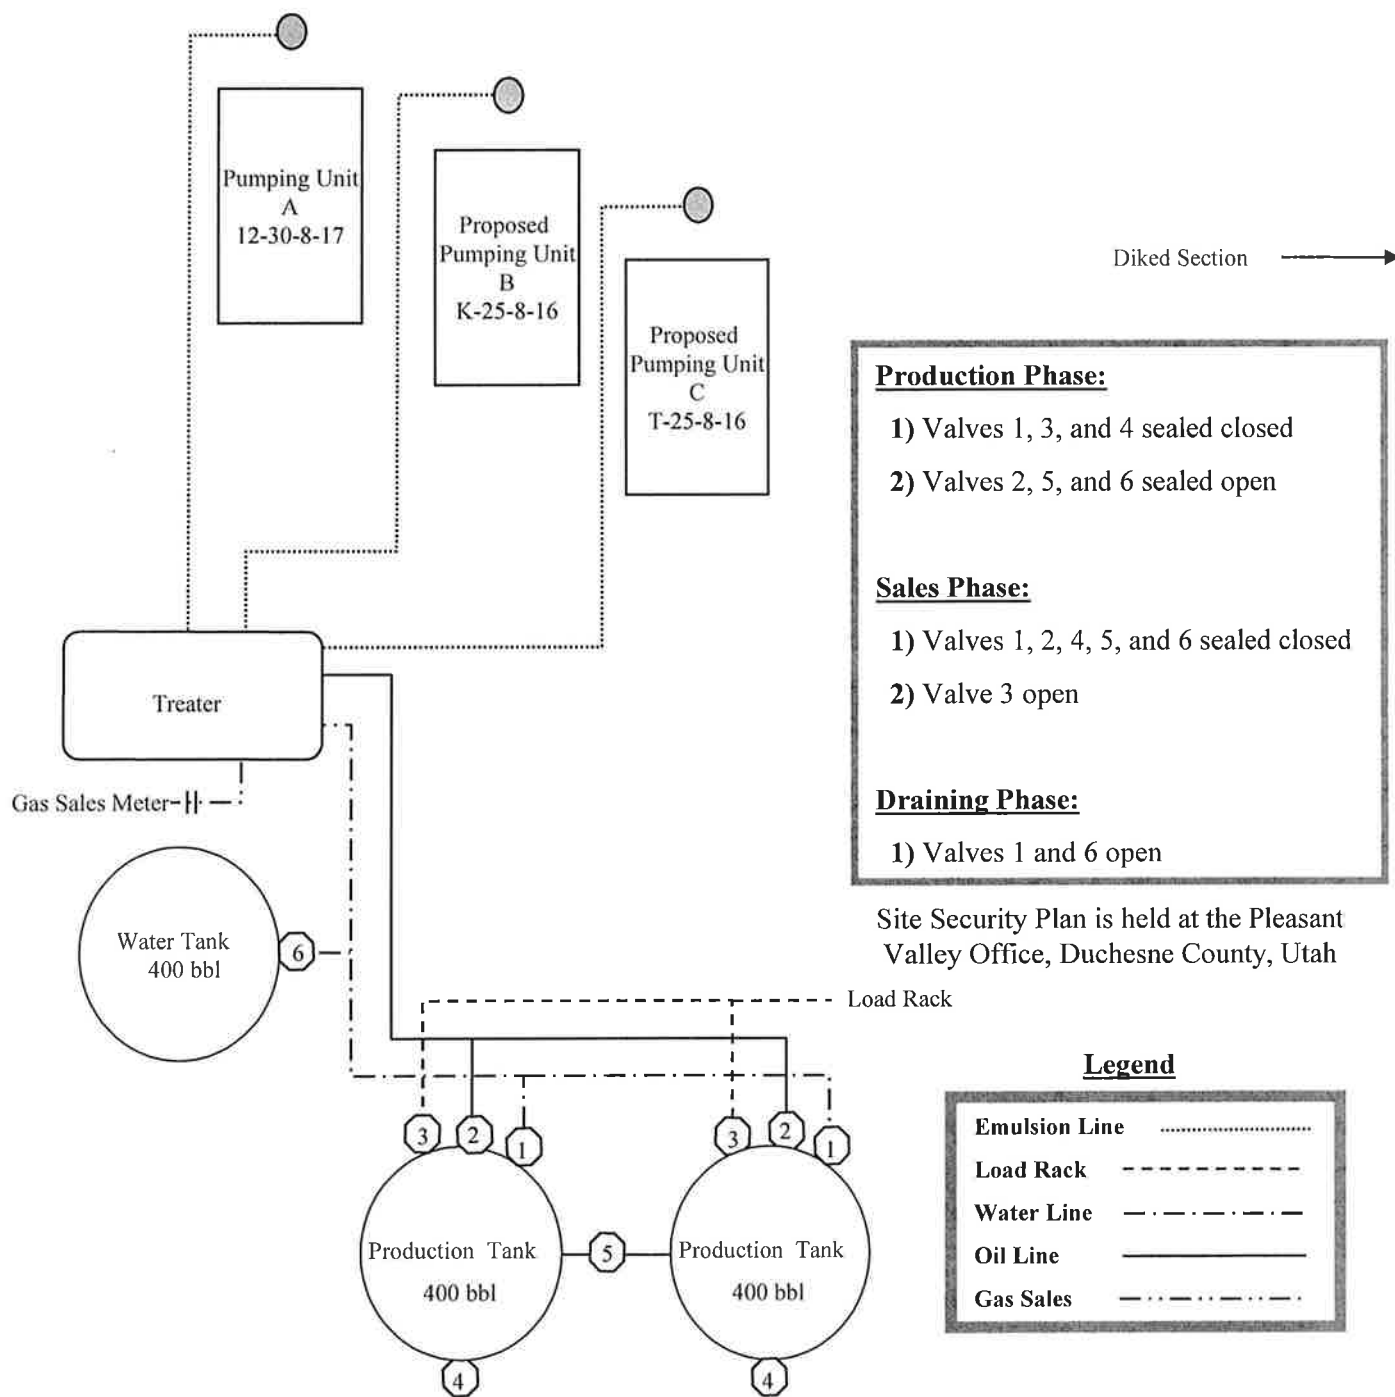 Pumping Unit
A
12-30-8-17
Proposed
Pumping Unit
B
K-25-8-16
Proposed
Pumping Unit
C
T-25-8-16
Diked Section
Production Phase:
1) Valves 1, 3, and 4 sealed closed
2) Valves 2, 5, and 6 sealed open
Sales Phase:
1) Valves 1, 2, 4, 5, and 6 sealed closed
2) Valve 3 open
Draining Phase:
1) Valves 1 and 6 open
Site Security Plan is held at the Pleasant
Valley Office, Duchesne County, Utah
Treater
Gas Sales Meter
Water Tank
400 bbl
6
Load Rack
3
2
1
3
2
1
Production Tank
400 bbl
5
Production Tank
400 bbl
4
4
Legend
Emulsion Line
Load Rack
Water Line
Oil Line
Gas Sales